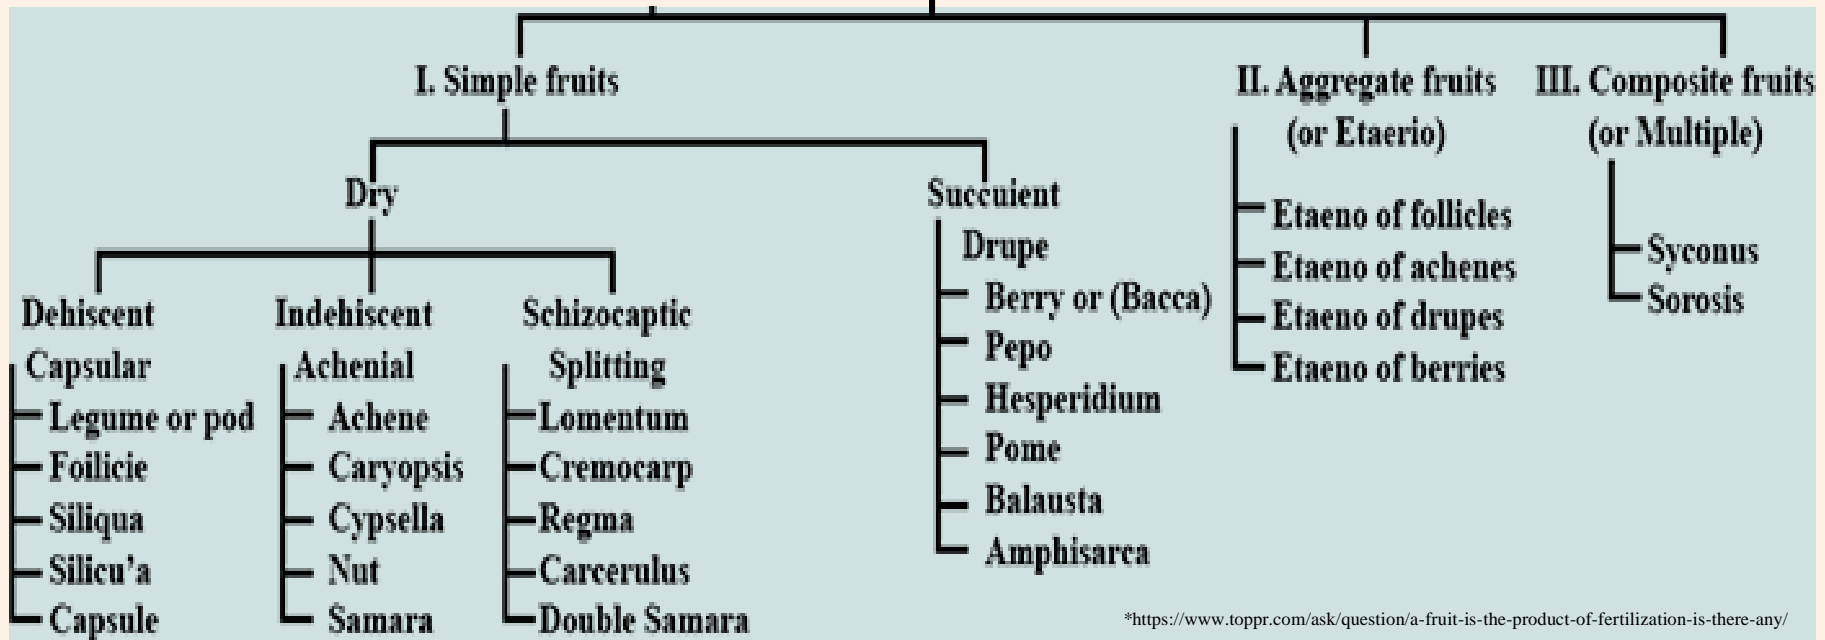 I. Simple fruits
II. Aggregate fruits
(or Etaerio)
III. Composite fruits
(or Multiple)
Dry
Succuient
Dehiscent
Capsular
Legume or pod
Foilicie
Siliqua
Silicu’a
Capsule
Indehiscent
Achenial
Achene
Caryopsis
Cypsella
Nut
Samara
Schizocaptic
Splitting
Lomentum
Cremocarp
Regma
Carcerulus
Double Samara
Drupe
Berry or (Bacca)
Pepo
Hesperidium
Pome
Balausta
Amphisarca
Etaeno of follicles
Etaeno of achenes
Etaeno of drupes
Etaeno of berries
Syconus
Sorosis
*https://www.toppr.com/ask/question/a-fruit-is-the-product-of-fertilization-is-there-any/